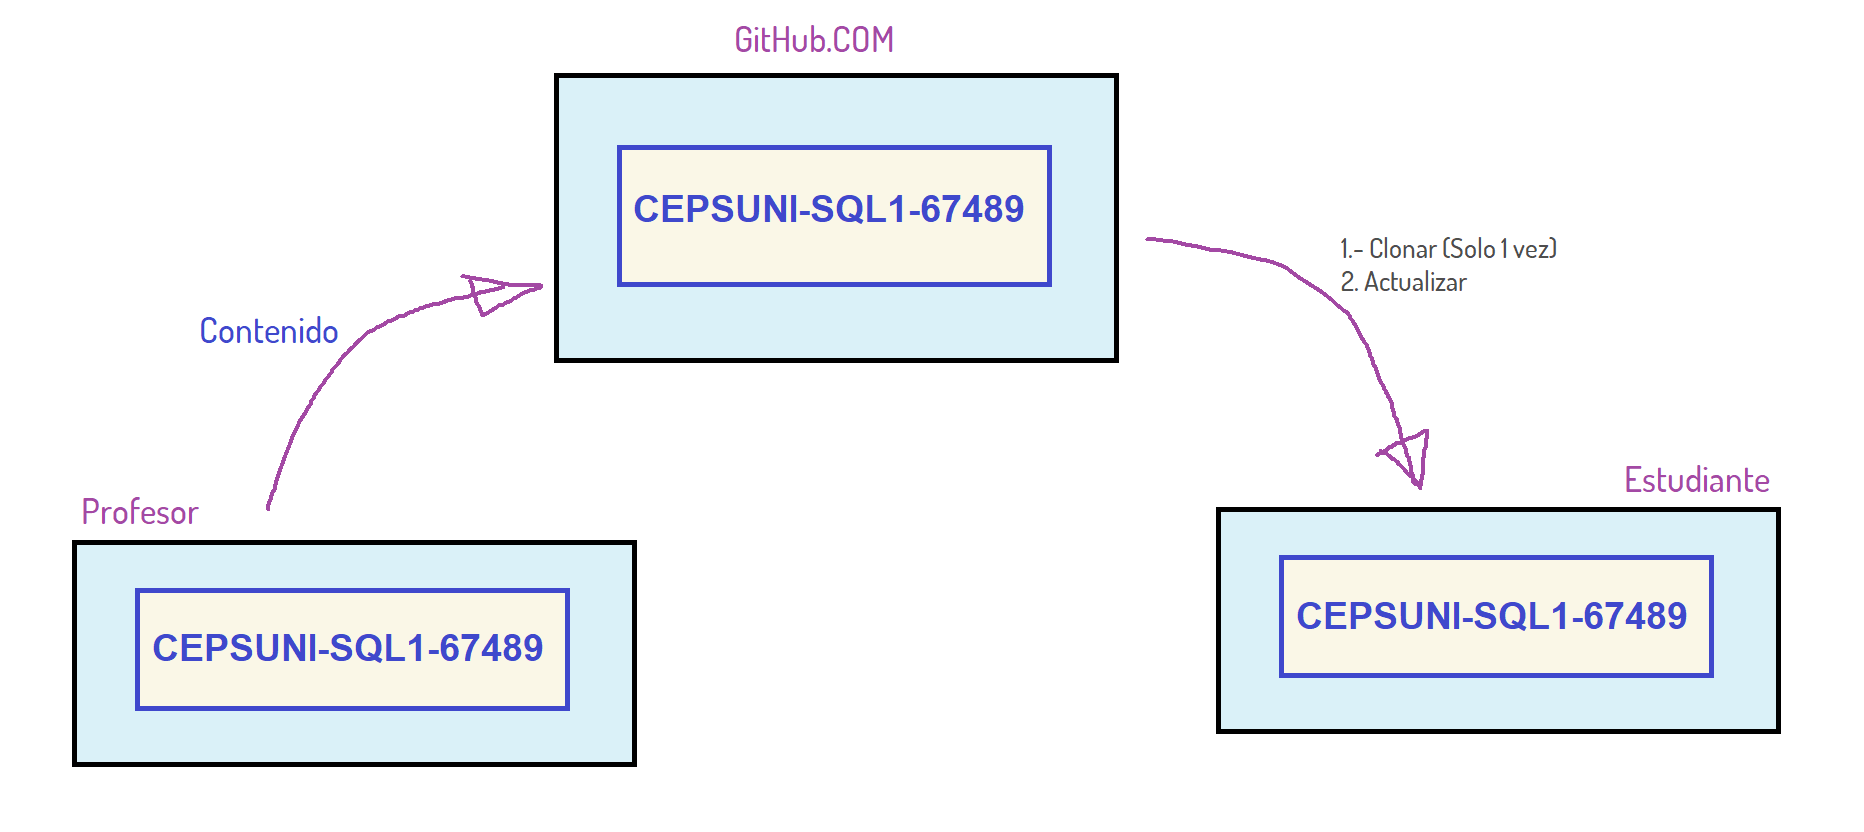 GitHub.COM
CEPSUNI-SQL1-67489
1.- Clonar (Solo 1 vez)
2. Actualizar
Contenido
Profesor
CEPSUNI-SQL1-67489
Estudiante
CEPSUNI-SQL1-67489